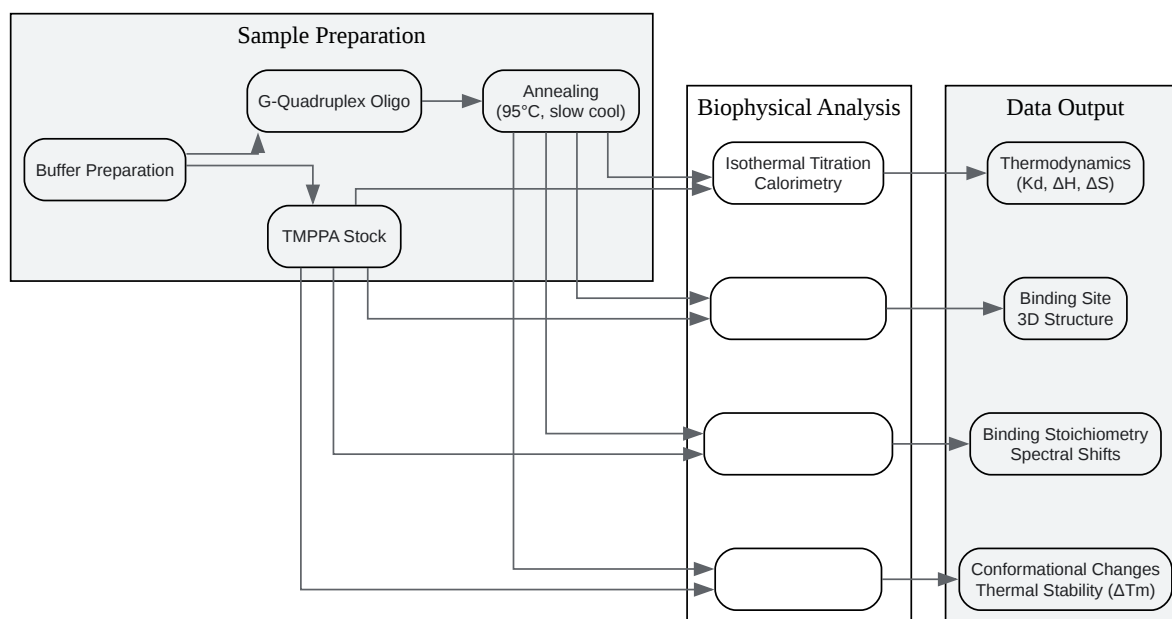 Sample Preparation
Buffer Preparation
G-Quadruplex Oligo
Annealing
(95°C, slow cool)
TMPPA Stock
Biophysical Analysis
Isothermal Titration
Calorimetry
Data Output
Thermodynamics
(Kd, ΔH, ΔS)
Binding Site
3D Structure
Binding Stoichiometry
Spectral Shifts
Conformational Changes
Thermal Stability (ΔTm)